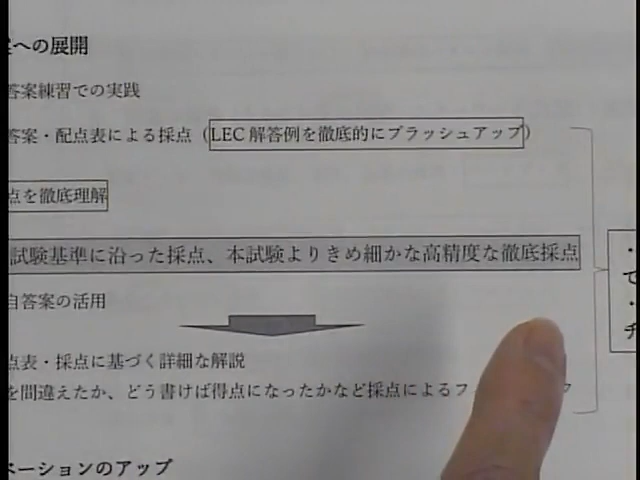 への展開
答案練習での実践
答案・配点表による採点（LEC 解答例を徹底的にブラッシュアップ）
点を徹底理解
試験基準に沿った採点、本試験よりきめ細かな高精度な徹底採点
自答案の活用
点表・採点に基づく詳細な解説
を間違えたか、どう書けば得点になったかなど採点によるフ
ベーションのアップ
・
て
・
チ